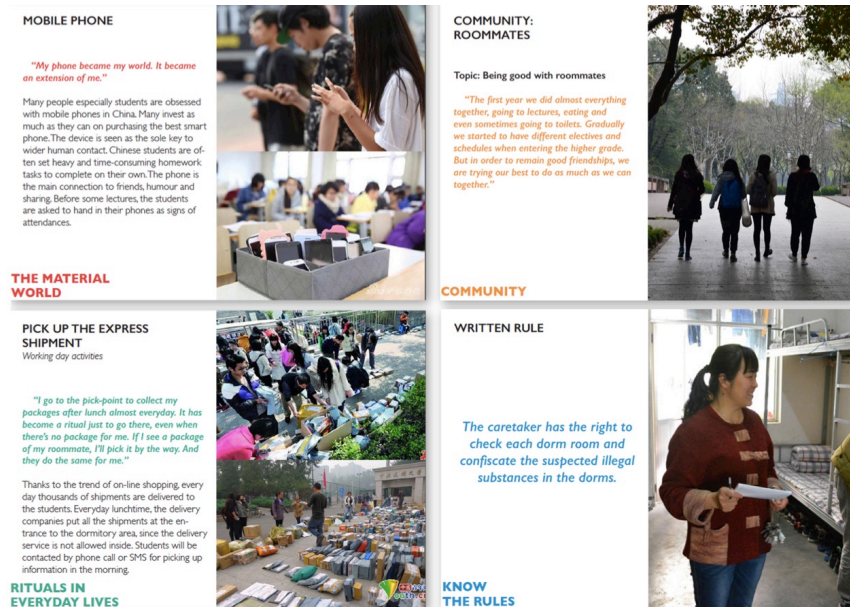 MOBILE PHONE
“My phone became my world. It became
an extension of me.”
Many people especially students are obsessed
with mobile phones in China. Many invest as
much as they can on purchasing the best smart
phone.The device is seen as the sole key to
wider human contact. Chinese students are of-
ten set heavy and time-consuming homework
tasks to complete on their own.The phone is
the main connection to friends, humour and
sharing. Before some lectures, the students
are asked to hand in their phones as signs of
attendances.
THE MATERIAL
WORLD
COMMUNITY:
ROOMMATES
Topic: Being good with roommates
“The first year we did almost everything
together, going to lectures, eating and
even sometimes going to toilets. Gradually
we started to have different electives and
schedules when entering the higher grade.
But in order to remain good friendships, we
are trying our best to do as much as we can
together.”
COMMUNITY
PICK UP THE EXPRESS
SHIPMENT
Working day activities
“I go to the pick-point to collect my
packages after lunch almost everyday. It has
become a ritual just to go there, even when
there’s no package for me. If I see a package
of my roommate, I’ll pick it by the way. And
they do the same for me.”
Thanks to the trend of on-line shopping, every
day thousands of shipments are delivered to
the students. Everyday lunchtime, the delivery
companies put all the shipments at the en-
trance to the dormitory area, since the delivery
service is not allowed inside. Students will be
contacted by phone call or SMS for picking up
information in the morning.
RITUALS IN
EVERYDAY LIVES
WRITTEN RULE
The caretaker has the right to
check each dorm room and
confiscate the suspected illegal
substances in the dorms.
KNOW
THE RULES